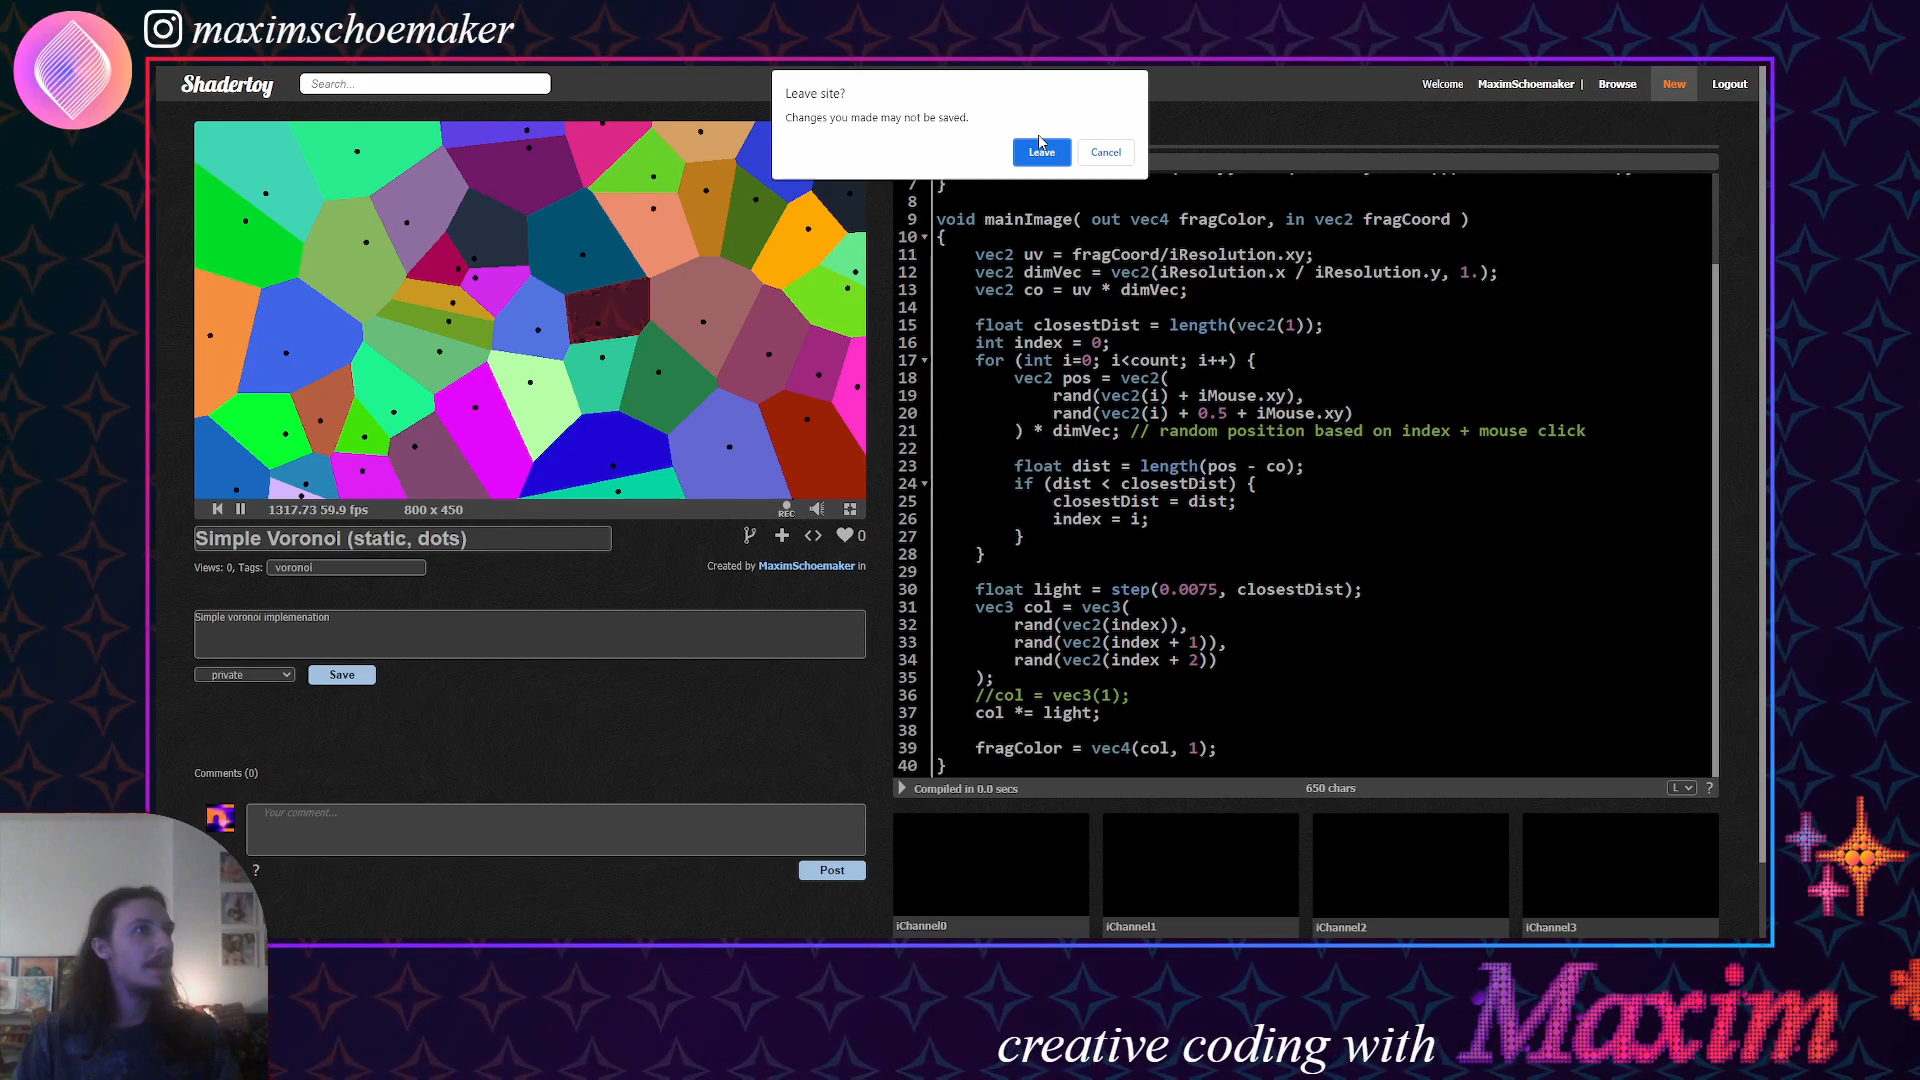 maximschoemaker
Shadertoy
Search...
Welcome MaximSchoemaker | Browse New Logout
Leave site?
Changes you made may not be saved.
Leave Cancel
7 }
8
9 void mainImage( out vec4 fragColor, in vec2 fragCoord )
10 {
11 vec2 uv = fragCoord/iResolution.xy;
12 vec2 dimVec = vec2(iResolution.x / iResolution.y, 1.);
13 vec2 co = uv * dimVec;
14
15 float closestDist = length(vec2(1));
16 int index = 0;
17 for (int i=0; i<count; i++) {
18 vec2 pos = vec2(
19 rand(vec2(i) + iMouse.xy),
20 rand(vec2(i) + 0.5 + iMouse.xy)
21 ) * dimVec; // random position based on index + mouse click
22
23 float dist = length(pos - co);
24 if (dist < closestDist) {
25 closestDist = dist;
26 index = i;
27 }
28 }
29
30 float light = step(0.0075, closestDist);
31 vec3 col = vec3(
32 rand(vec2(index)),
33 rand(vec2(index + 1)),
34 rand(vec2(index + 2))
35 );
36 //col = vec3(1);
37 col *= light;
38
39 fragColor = vec4(col, 1);
40 }
Compiled in 0.0 secs 650 chars L ?
1317.73 59.9 fps 800 x 450 REC
Simple Voronoi (static, dots)
0
Views: 0, Tags: voronoi
Created by MaximSchoemaker in
Simple voronoi implemenation
private Save
Comments (0)
Your comment...
?
Post
iChannel0 iChannel1 iChannel2 iChannel3
creative coding with Maxim